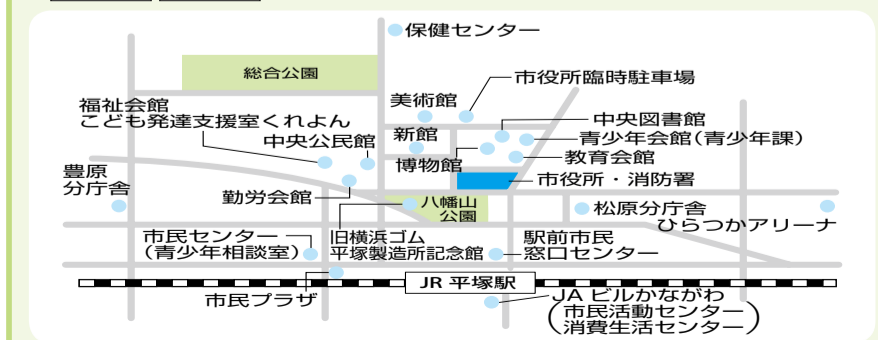 保健センター
総合公園
市役所臨時駐車場
美術館
福祉会館
こども発達支援室くれよん
中央図書館
新館
青少年会館(青少年課)
中央公民館
博物館
教育会館
豊原
分庁舎
市役所・消防署
勤労会館
八幡山
公園
松原分庁舎
ひらつかアリーナ
市民センター
(青少年相談室)
旧横浜ゴム
平塚製造所記念館
駅前市民
窓口センター
JR 平塚駅
市民プラザ
JA ビルかながわ
(市民活動センター
消費生活センター)